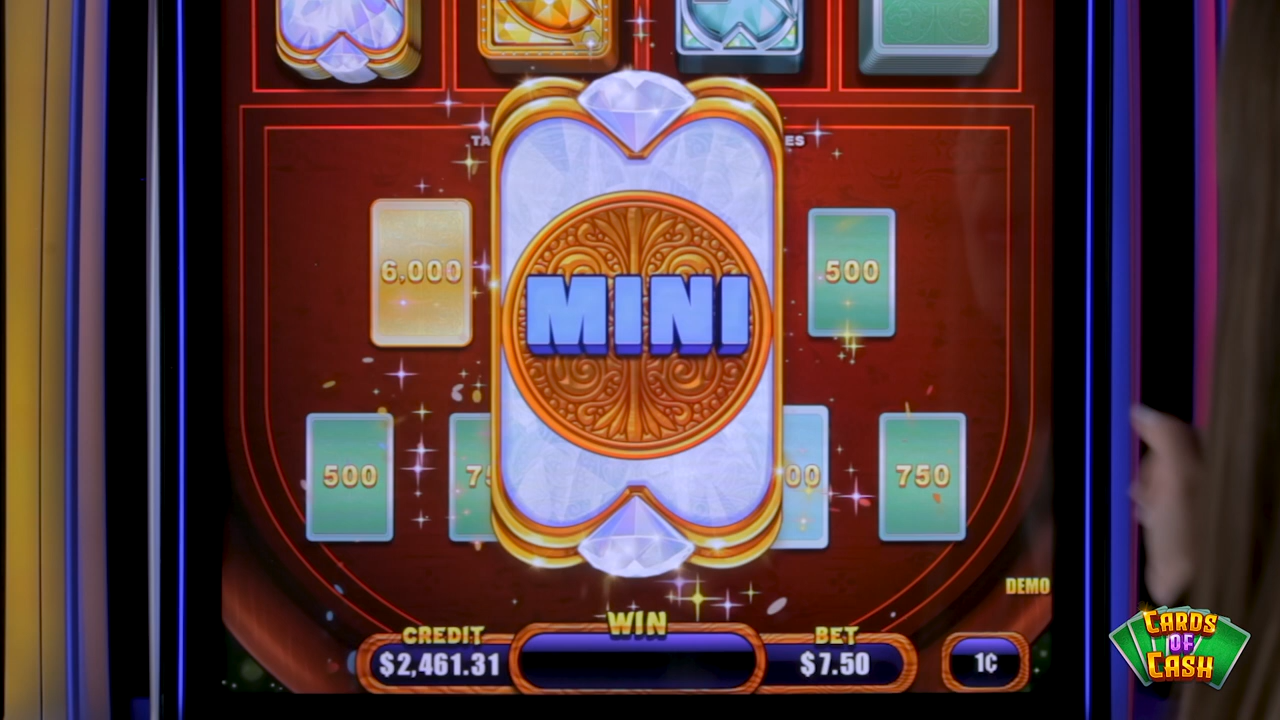 6,000
MINI
500
500
750
CREDIT
$2,461.31
WIN
BET
$7.50
1¢
DEMO
CARDS
OF
CASH